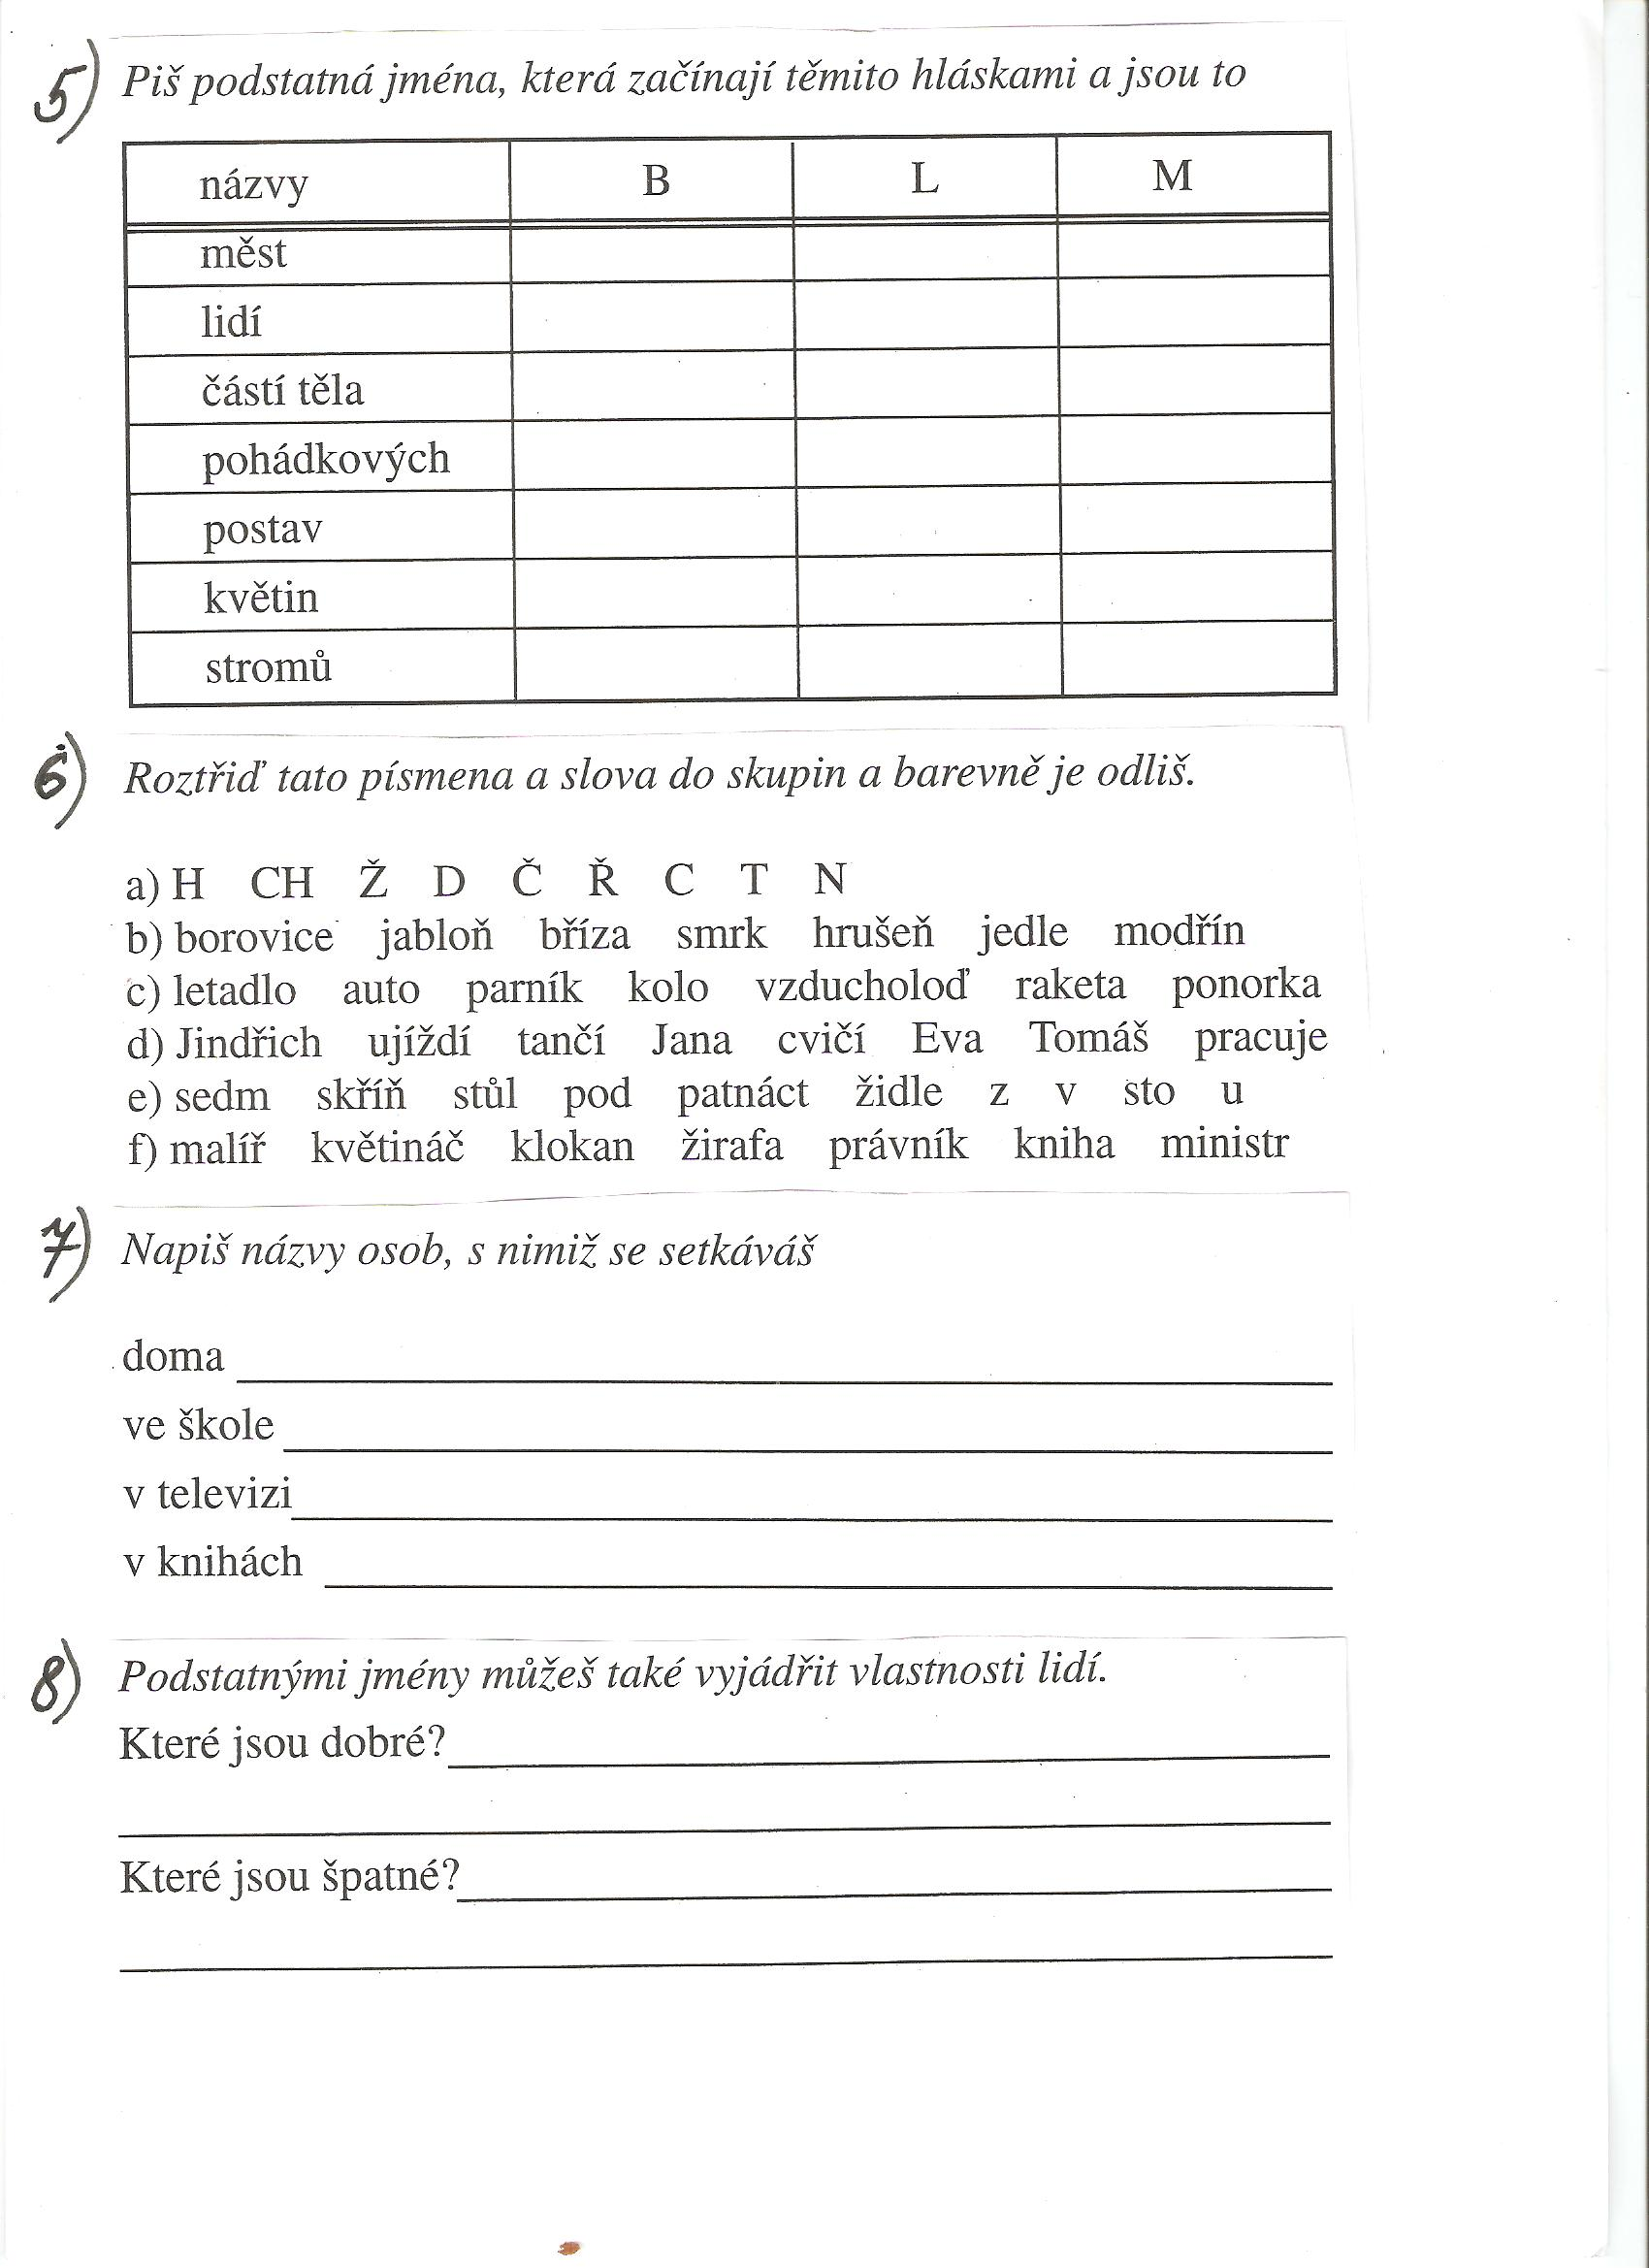 5) Piš podstatná jména, která začínají těmito hláskami a jsou to
názvy B L M
měst
lidí
částí těla
pohádkových
postav
květin
stromů
6) Roztřiď tato písmena a slova do skupin a barevně je odliš.
a) H CH Ž D Č Ř C T N
b) borovice jabloň bříza smrk hrušeň jedle modřín
c) letadlo auto parník kolo vzducholoď raketa ponorka
d) Jindřich ujíždí tančí Jana cvičí Eva Tomáš pracuje
e) sedm skříň stůl pod patnáct židle z v sto u
f) malíř květináč klokan žirafa právník kniha ministr
7) Napiš názvy osob, s nimiž se setkáváš
doma
ve škole
v televizi
v knihách
8) Podstatnými jmény můžeš také vyjádřit vlastnosti lidí.
Které jsou dobré?
Které jsou špatné?